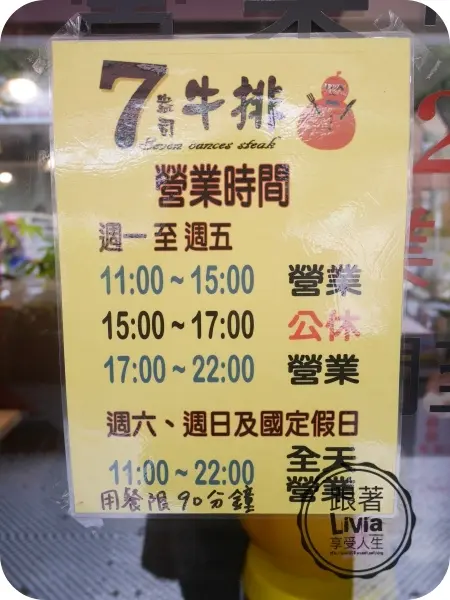 7盎司牛排
Seven ounces steak
營業時間
週一至週五
11:00~15:00 營業
15:00~17:00 公休
17:00~22:00 營業
週六、週日及國定假日
11:00~22:00 全天營業
用餐限90分鐘
跟著
Livia
享受人生